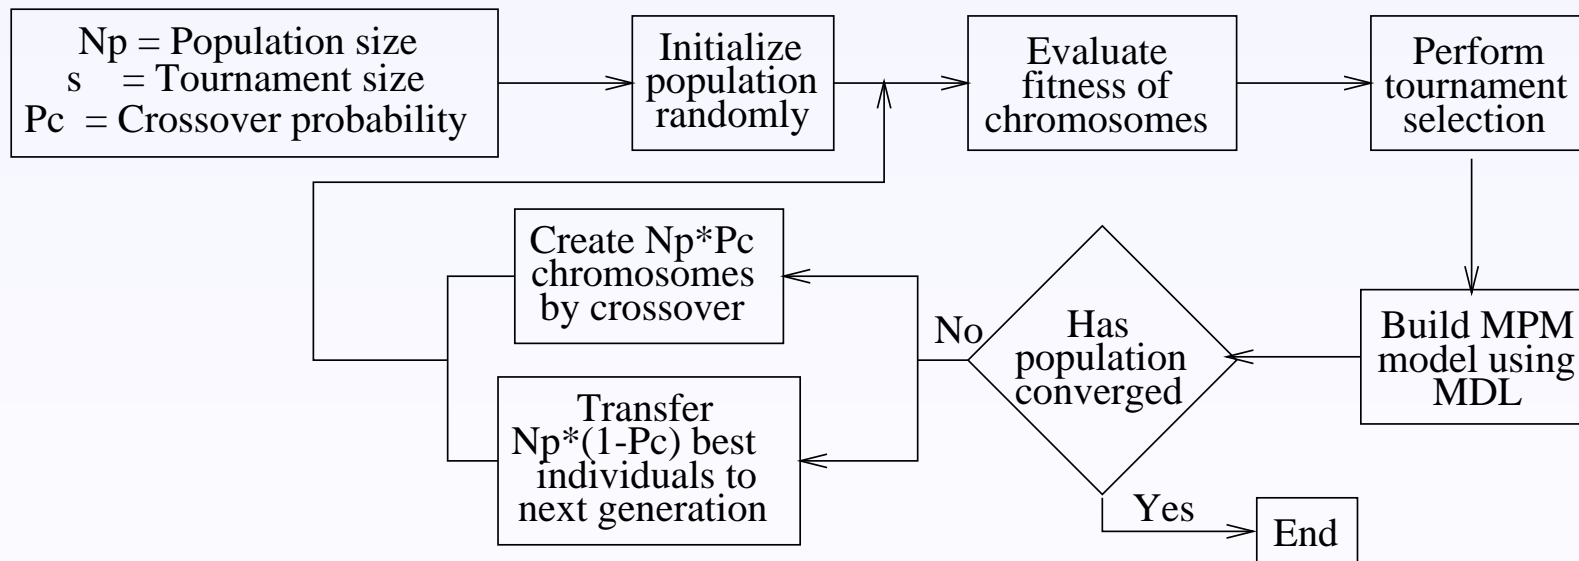 Np = Population size
s = Tournament size
Pc = Crossover probability
Initialize
population
randomly
Evaluate
fitness of
chromosomes
Perform
tournament
selection
Create Np*Pc
chromosomes
by crossover
No
Has
population
converged
Build MPM
model using
MDL
Transfer
Np*(1-Pc) best
individuals to
next generation
Yes
End